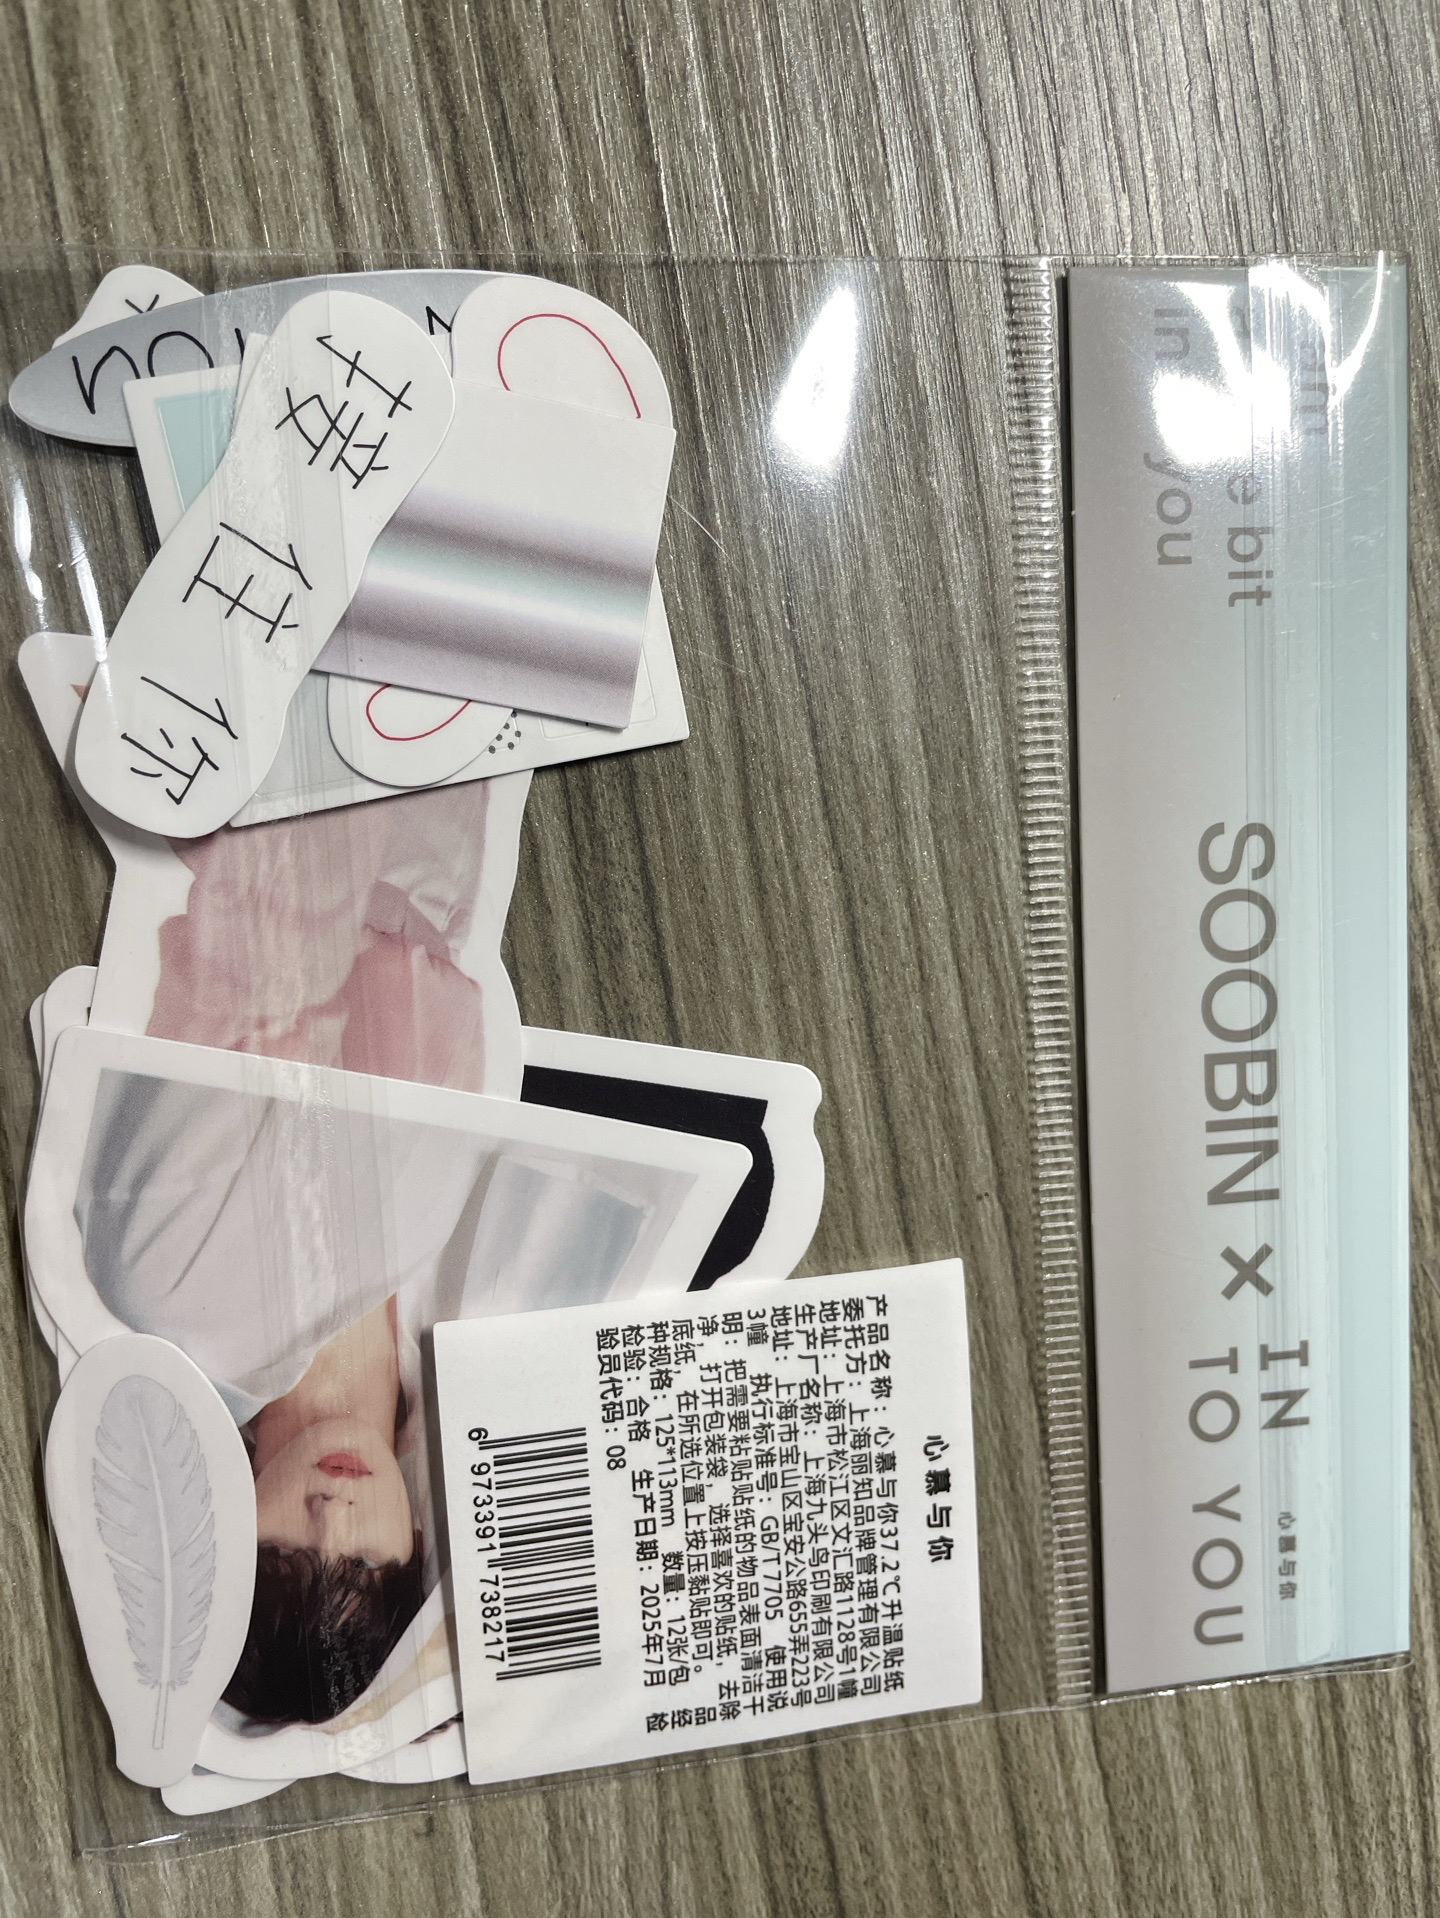 am
e bit
in you
SOOBIN × TO YOU
IN 心慕与你
接住你
you
心慕与你
产品名称：心慕与你37.2℃升温贴纸
委托方：上海丽知品牌管理有限公司
地址：上海市松江区文汇路1128号1幢
生产厂名称：上海九头鸟印刷有限公司
地址：上海市宝山区宝安公路655弄223号
3幢 执行标准号：GB/T 7705 使用说
明：把需要粘贴贴纸的物品表面清洁干
净，打开包装袋，选择喜欢的贴纸，去除
底纸，在所选位置上按压黏贴即可。 品
种规格：125*113mm 数量：12张/包 经
检验：合格 生产日期：2025年7月 检
验员代码：08
6 973391 738217